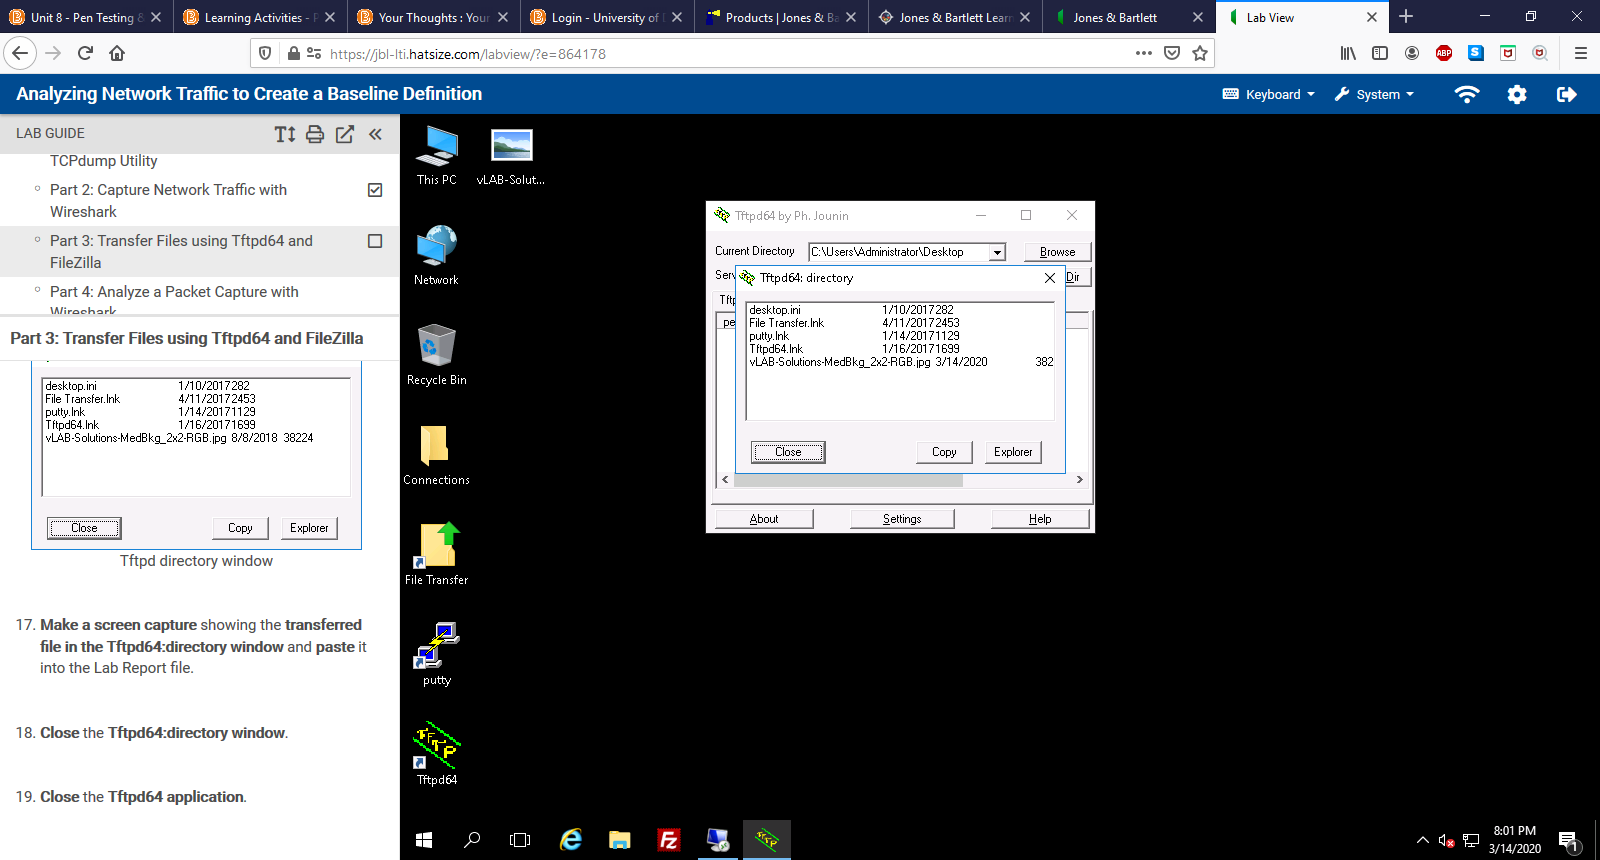 Unit 8 - Pen Testing &
Learning Activities - P
Your Thoughts : Your
Login - University of
Products | Jones & Ba
Jones & Bartlett Lear
Jones & Bartlett
Lab View
https://jbl-lti.hatsize.com/labview/?e=864178
ABP
Analyzing Network Traffic to Create a Baseline Definition
Keyboard
System
LAB GUIDE
TCPdump Utility
Part 2: Capture Network Traffic with
Wireshark
Part 3: Transfer Files using Tftpd64 and
FileZilla
Part 4: Analyze a Packet Capture with
Wireshark
Part 3: Transfer Files using Tftpd64 and FileZilla
desktop.ini 1/10/2017282
File Transfer.lnk 4/11/20172453
putty.lnk 1/14/20171129
Tftpd64.lnk 1/16/20171699
vLAB-Solutions-MedBkg_2x2-RGB.jpg 8/8/2018 38224
Close
Copy
Explorer
Tftpd directory window
17. Make a screen capture showing the transferred
file in the Tftpd64:directory window and paste it
into the Lab Report file.
18. Close the Tftpd64:directory window.
19. Close the Tftpd64 application.
This PC
vLAB-Solut...
Network
Recycle Bin
Connections
File Transfer
putty
Tftpd64
Tftpd64 by Ph. Jounin
Current Directory
C:\Users\Administrator\Desktop
Browse
Serv
Dir
Tftp
pe
Tftpd64: directory
desktop.ini 1/10/2017282
File Transfer.lnk 4/11/20172453
putty.lnk 1/14/20171129
Tftpd64.lnk 1/16/20171699
vLAB-Solutions-MedBkg_2x2-RGB.jpg 3/14/2020 382
Close
Copy
Explorer
About
Settings
Help
8:01 PM
3/14/2020
1